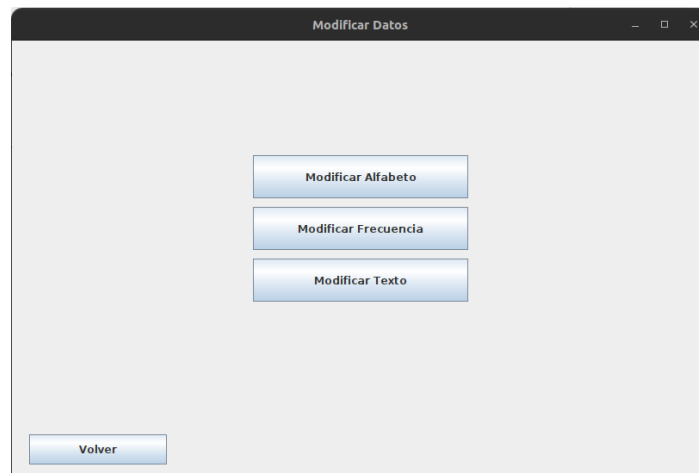 Modificar Datos
Modificar Alfabeto
Modificar Frecuencia
Modificar Texto
Volver